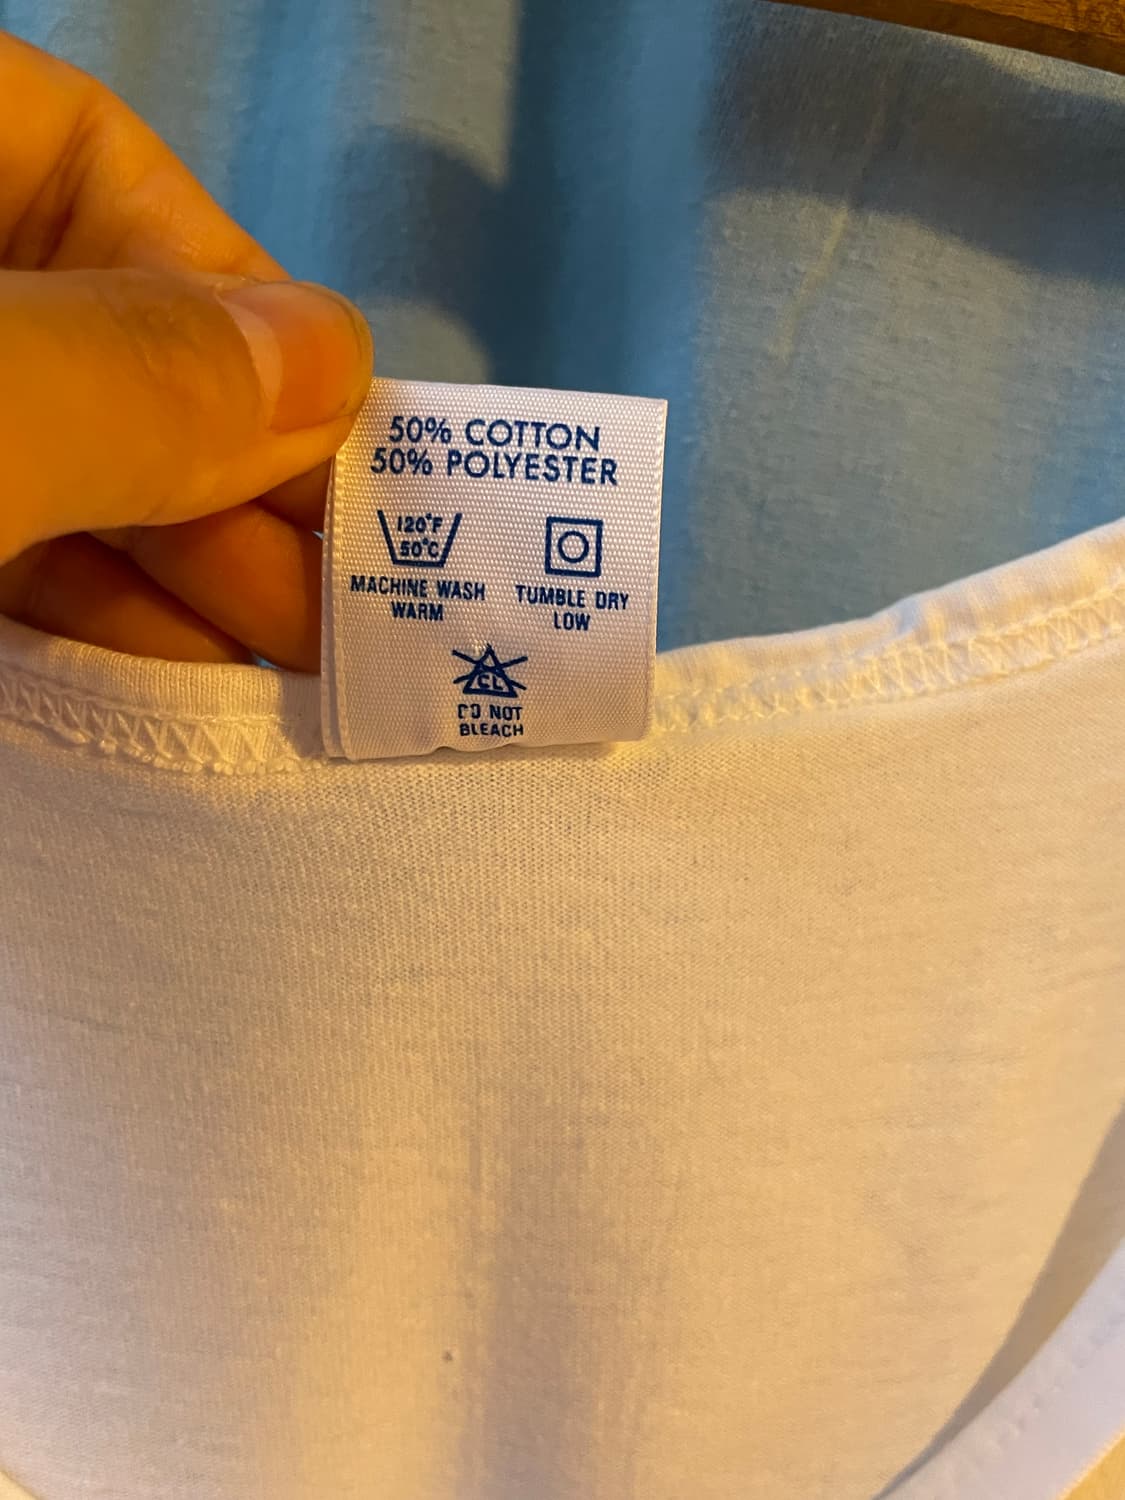 50% COTTON
50% POLYESTER
120°F
50°C
MACHINE WASH
WARM
TUMBLE DRY
LOW
CL
DO NOT
BLEACH